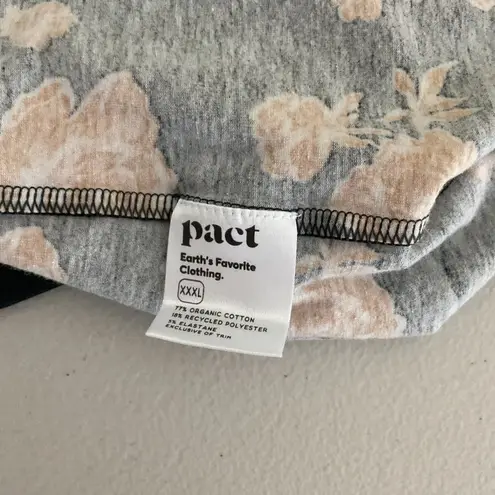 pact
Earth's Favorite
Clothing.
XXXL
77% ORGANIC COTTON
18% RECYCLED POLYESTER
5% ELASTANE
EXCLUSIVE OF TRIM